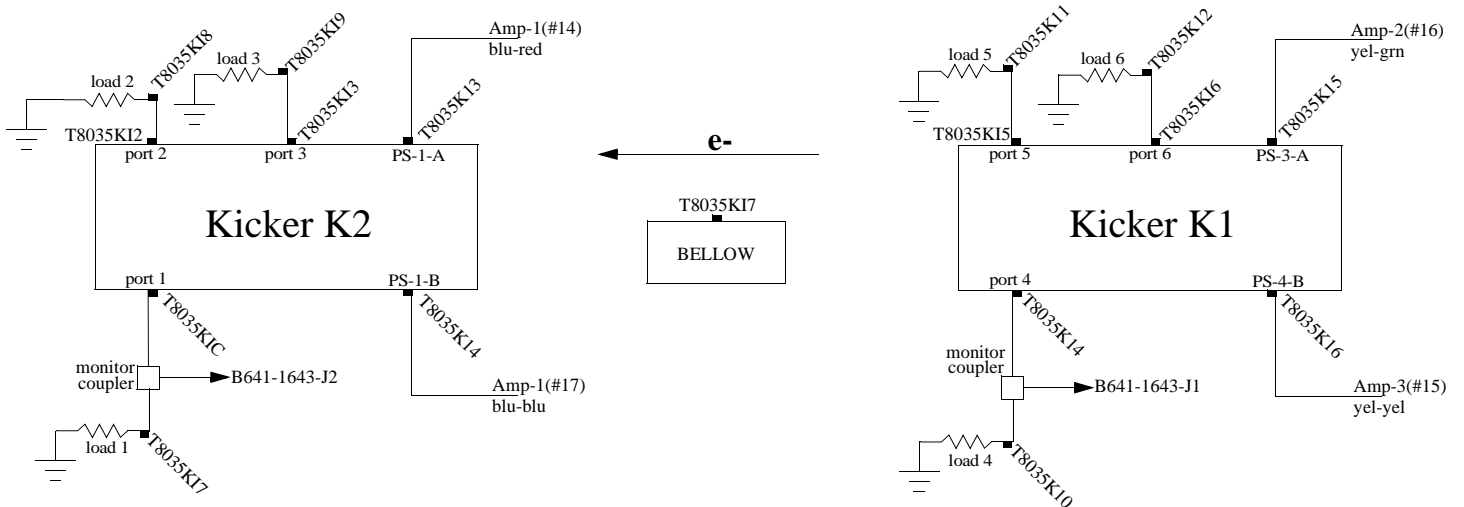 Amp-1(#14)
blu-red
T8035KI8
load 2
T8035KI9
load 3
T8035KI2
T8035KI3
T8035K13
port 2
port 3
PS-1-A
Kicker K2
port 1
PS-1-B
T8035KIC
T8035K14
monitor
coupler
B641-1643-J2
Amp-1(#17)
blu-blu
load 1
T8035KI7
e-
T8035KI7
BELLOW
Amp-2(#16)
yel-grn
T8035K11
load 5
T8035K12
load 6
T8035KI5
T8035KI6
T8035K15
port 5
port 6
PS-3-A
Kicker K1
port 4
PS-4-B
T8035K14
T8035K16
monitor
coupler
B641-1643-J1
Amp-3(#15)
yel-yel
load 4
T8035K10